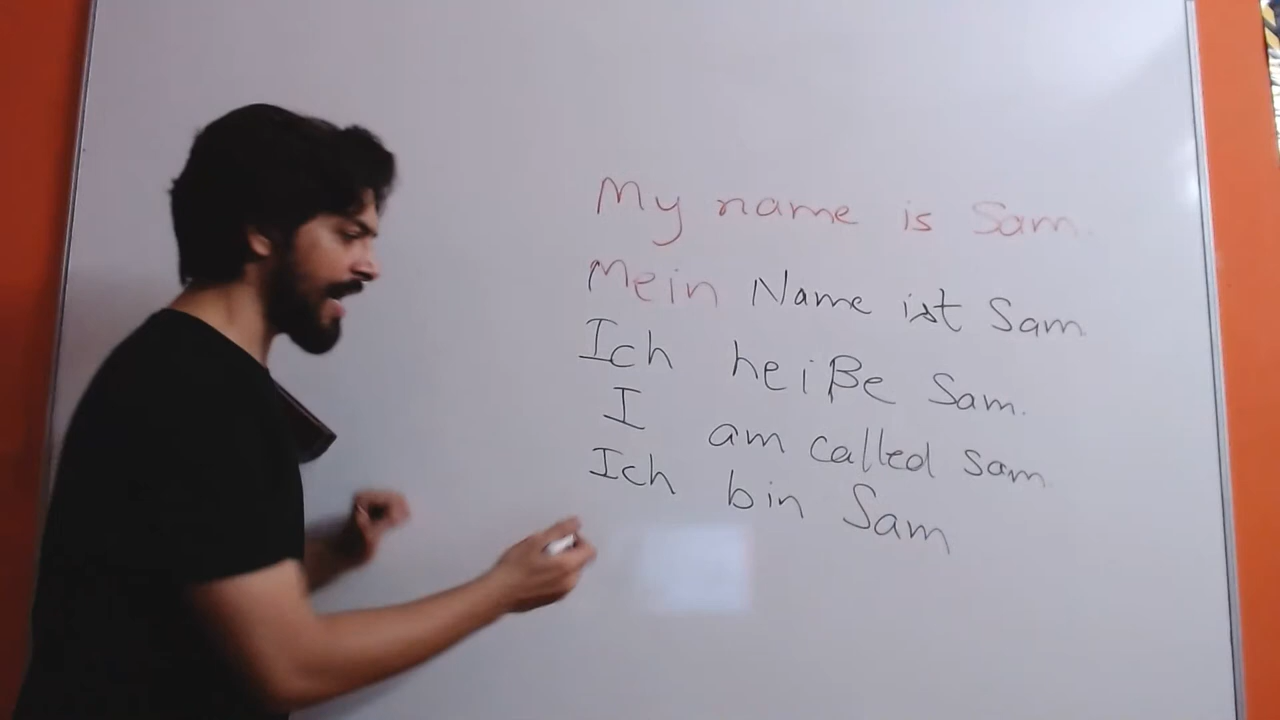 My name is Sam.
Mein Name ist Sam.
Ich heiße Sam.
I am called Sam.
Ich bin Sam